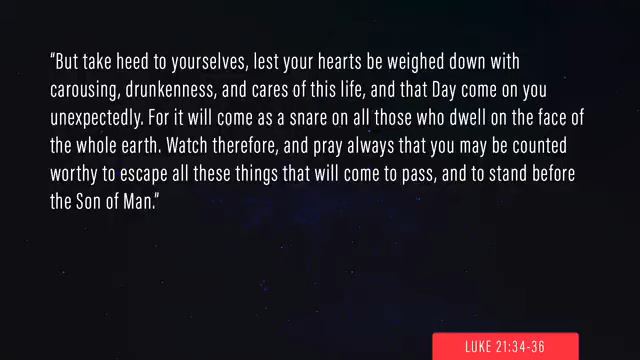 "But take heed to yourselves, lest your hearts be weighed down with
carousing, drunkenness, and cares of this life, and that Day come on you
unexpectedly. For it will come as a snare on all those who dwell on the face of
the whole earth. Watch therefore, and pray always that you may be counted
worthy to escape all these things that will come to pass, and to stand before
the Son of Man."
LUKE 21:34-36